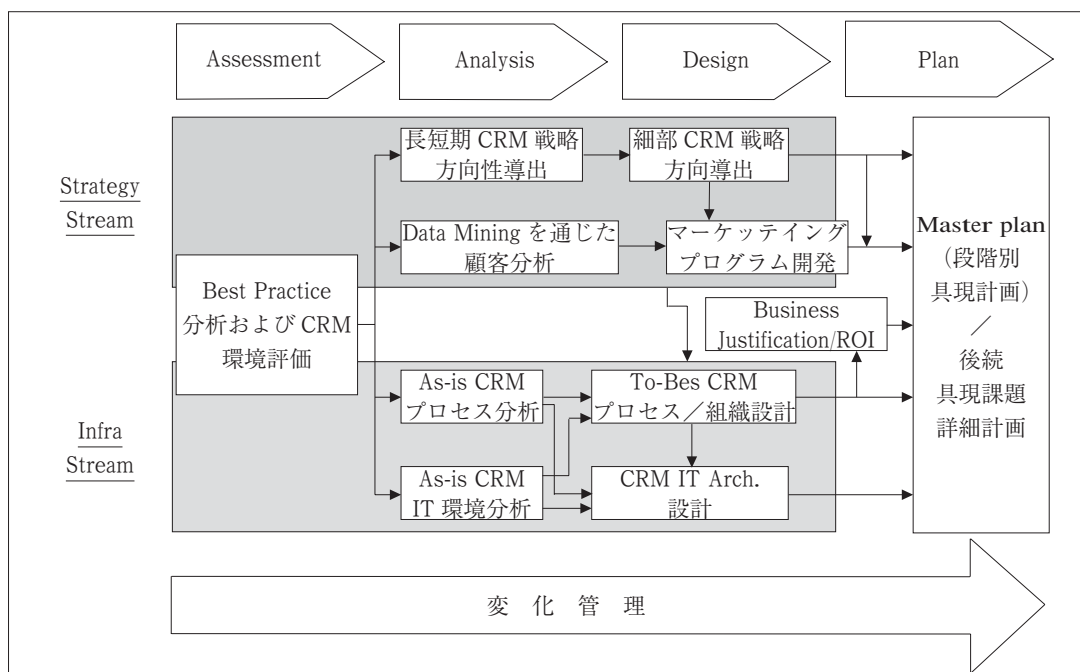 Assessment
Analysis
Design
Plan
Strategy
Stream
長短期 CRM 戦略
方向性導出
細部 CRM 戦略
方向導出
Data Mining を通じた
顧客分析
マーケッテイング
プログラム開発
Best Practice
分析および CRM
環境評価
Business
Justification/ROI
Master plan
（段階別
具現計画）
／
後続
具現課題
詳細計画
Infra
Stream
As-is CRM
プロセス分析
To-Bes CRM
プロセス／組織設計
As-is CRM
IT 環境分析
CRM IT Arch.
設計
変 化 管 理